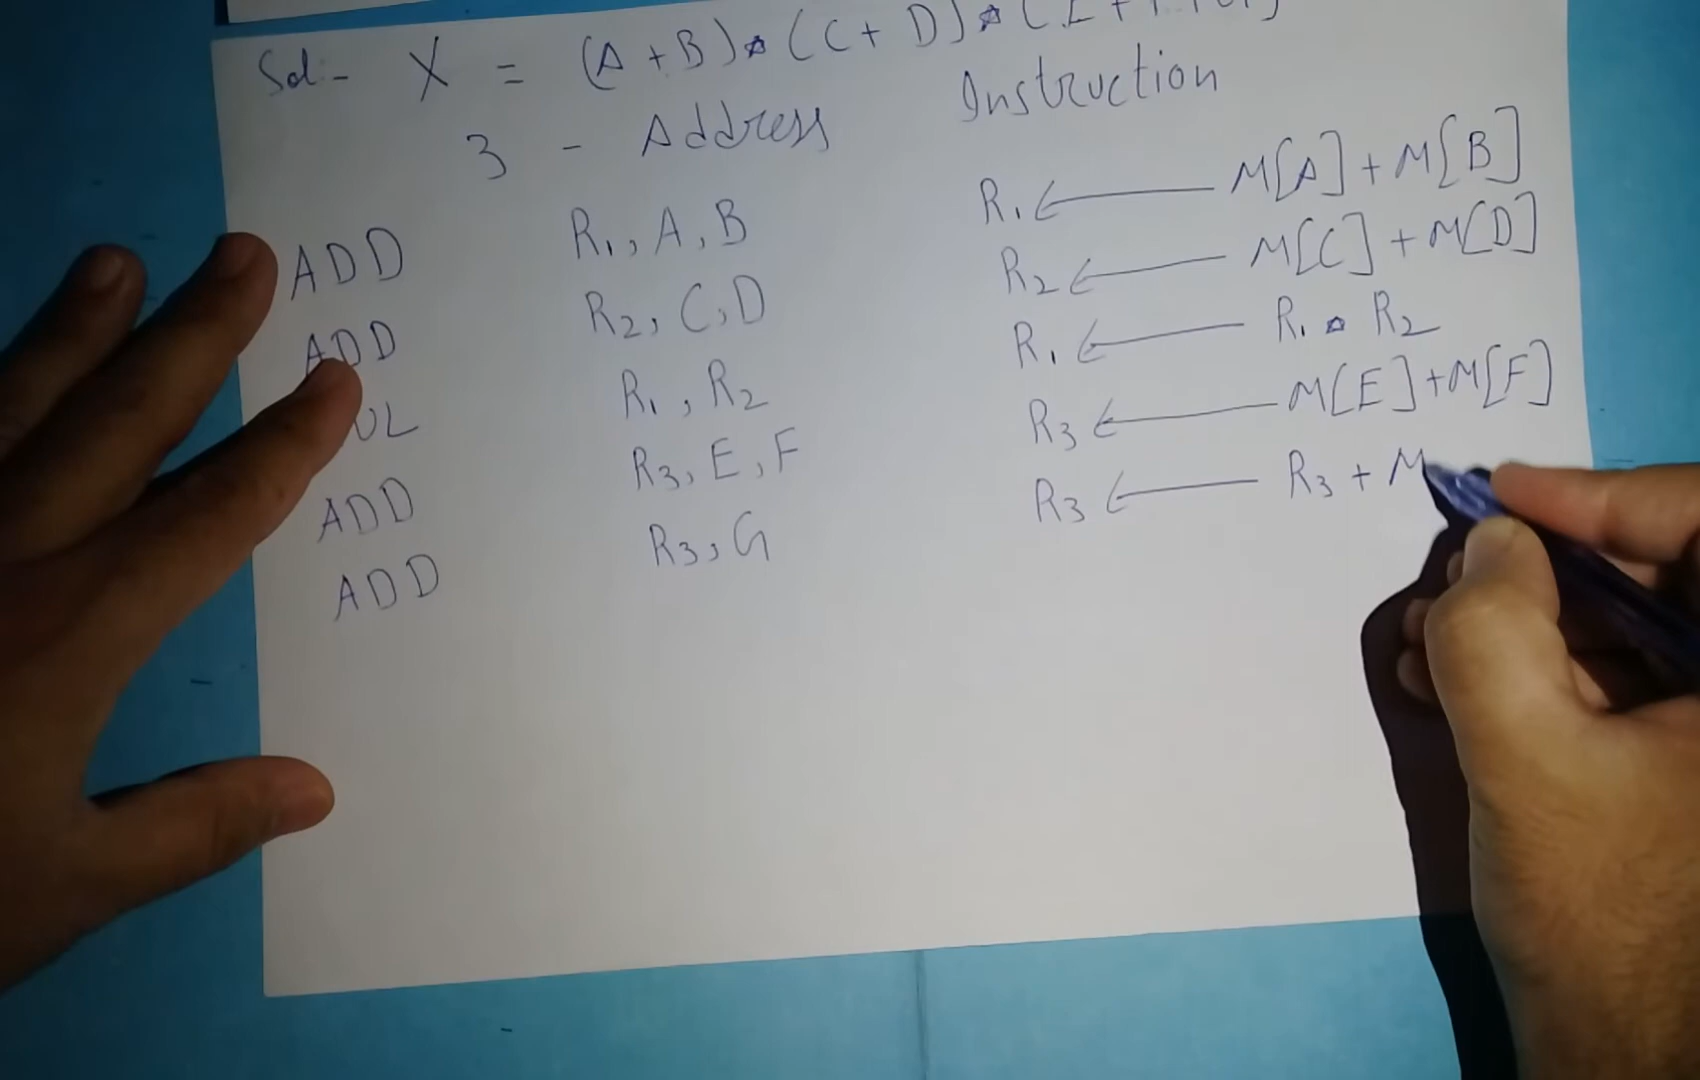 Sol:- X = (A + B) * (C + D) * (E + F + G)
3 - Address Instruction
ADD R₁, A, B R₁ ← M[A] + M[B]
ADD R₂, C, D R₂ ← M[C] + M[D]
UL R₁, R₂ R₁ ← R₁ * R₂
ADD R₃, E, F R₃ ← M[E] + M[F]
ADD R₃, G R₃ ← R₃ + M